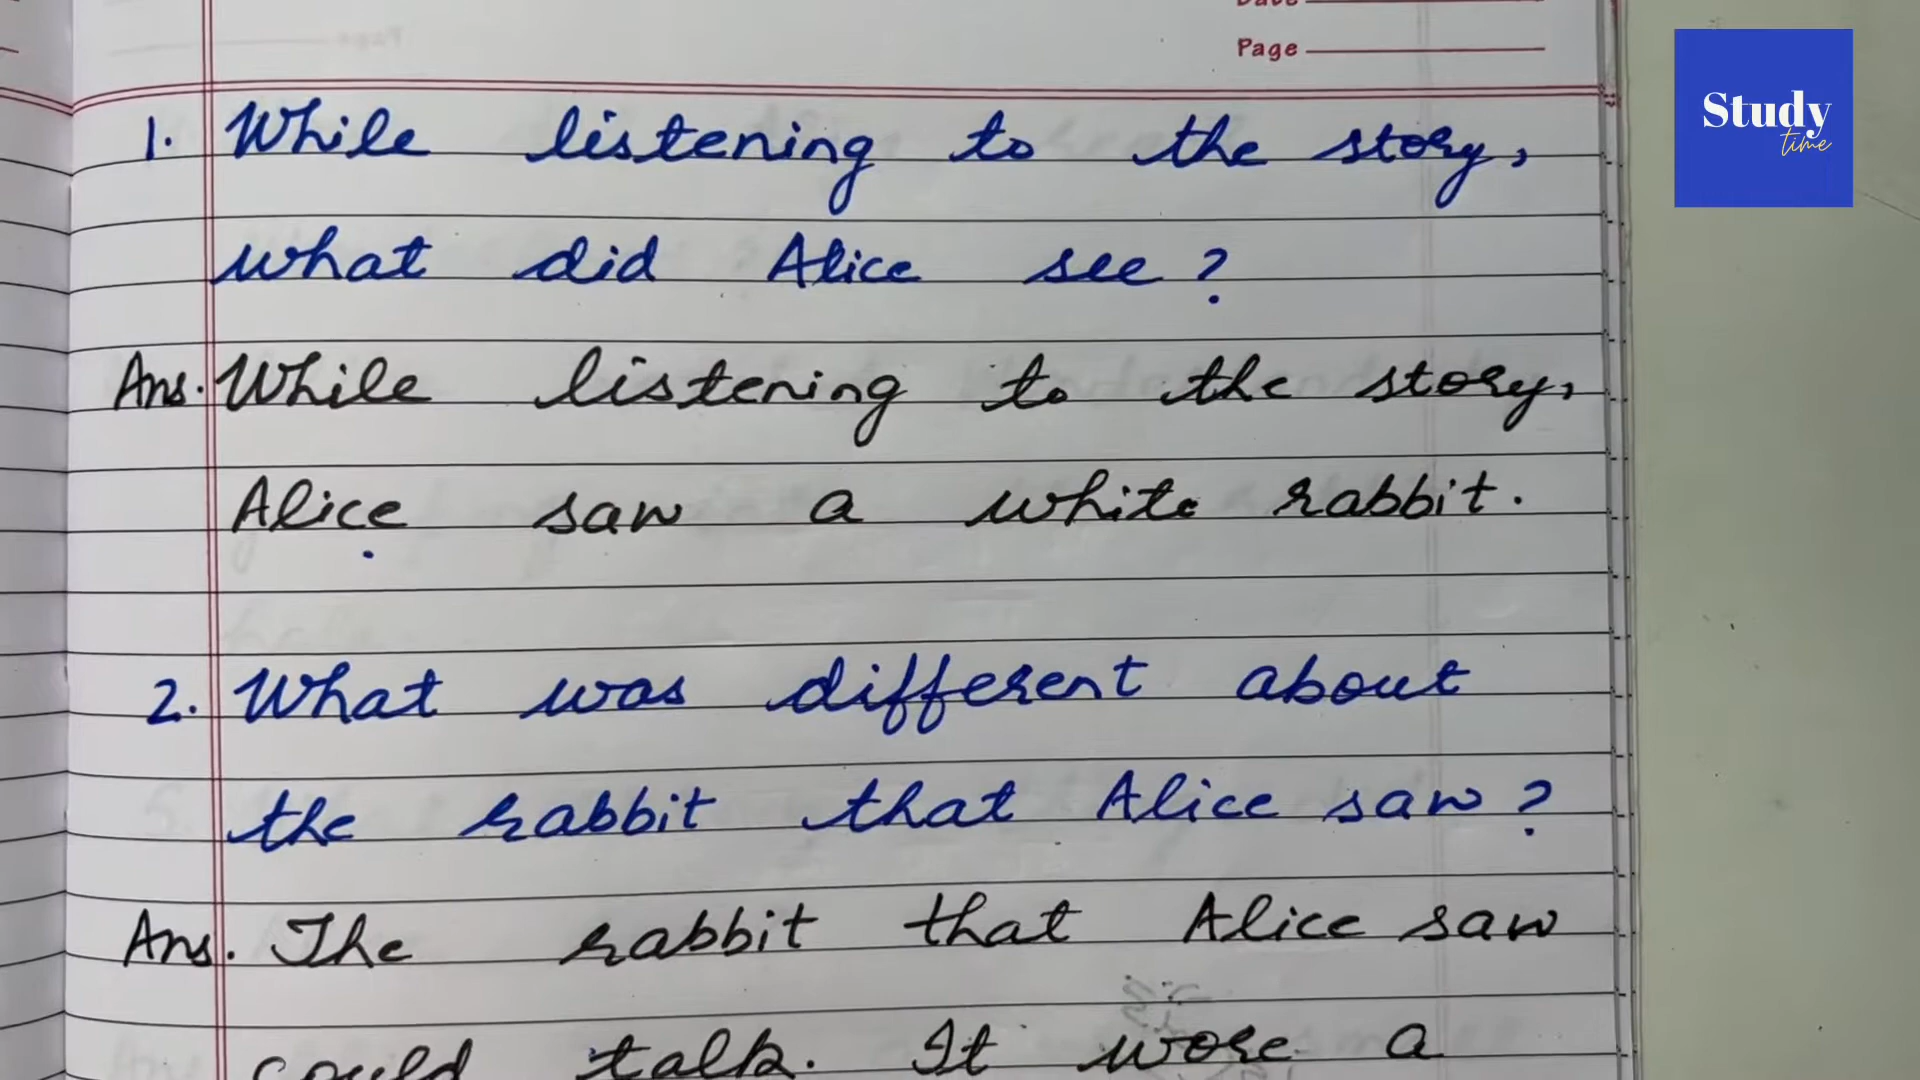 Page
Study
time
1. While listening to the story,
what did Alice see?
Ans. While listening to the story,
Alice saw a white rabbit.
2. What was different about
the rabbit that Alice saw?
Ans. The rabbit that Alice saw
could talk. It wore a